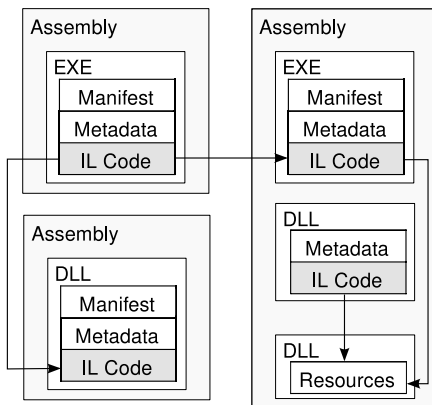 Assembly
EXE
Manifest
Metadata
IL Code
Assembly
DLL
Manifest
Metadata
IL Code
Assembly
EXE
Manifest
Metadata
IL Code
DLL
Metadata
IL Code
DLL
Resources